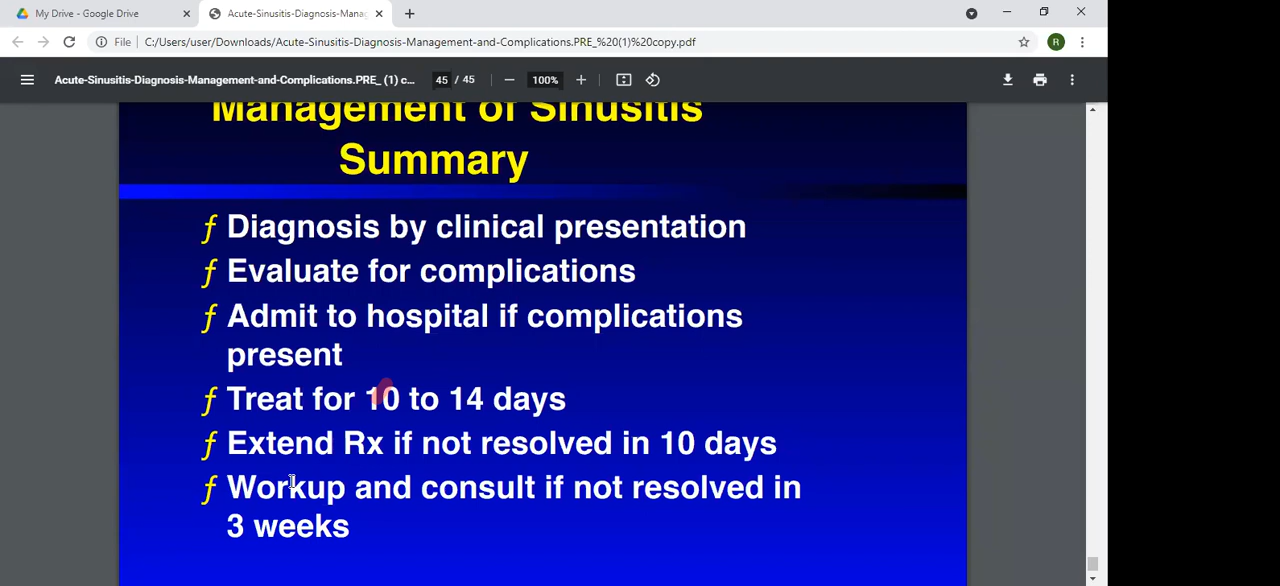 My Drive - Google Drive
Acute-Sinusitis-Diagnosis-Mana
File
C:/Users/user/Downloads/Acute-Sinusitis-Diagnosis-Management-and-Complications.PRE_%20(1)%20copy.pdf
R
Acute-Sinusitis-Diagnosis-Management-and-Complications.PRE_ (1) c...
45 / 45
100%
Management of Sinusitis
Summary
ƒ Diagnosis by clinical presentation
ƒ Evaluate for complications
ƒ Admit to hospital if complications
present
ƒ Treat for 10 to 14 days
ƒ Extend Rx if not resolved in 10 days
ƒ Workup and consult if not resolved in
3 weeks